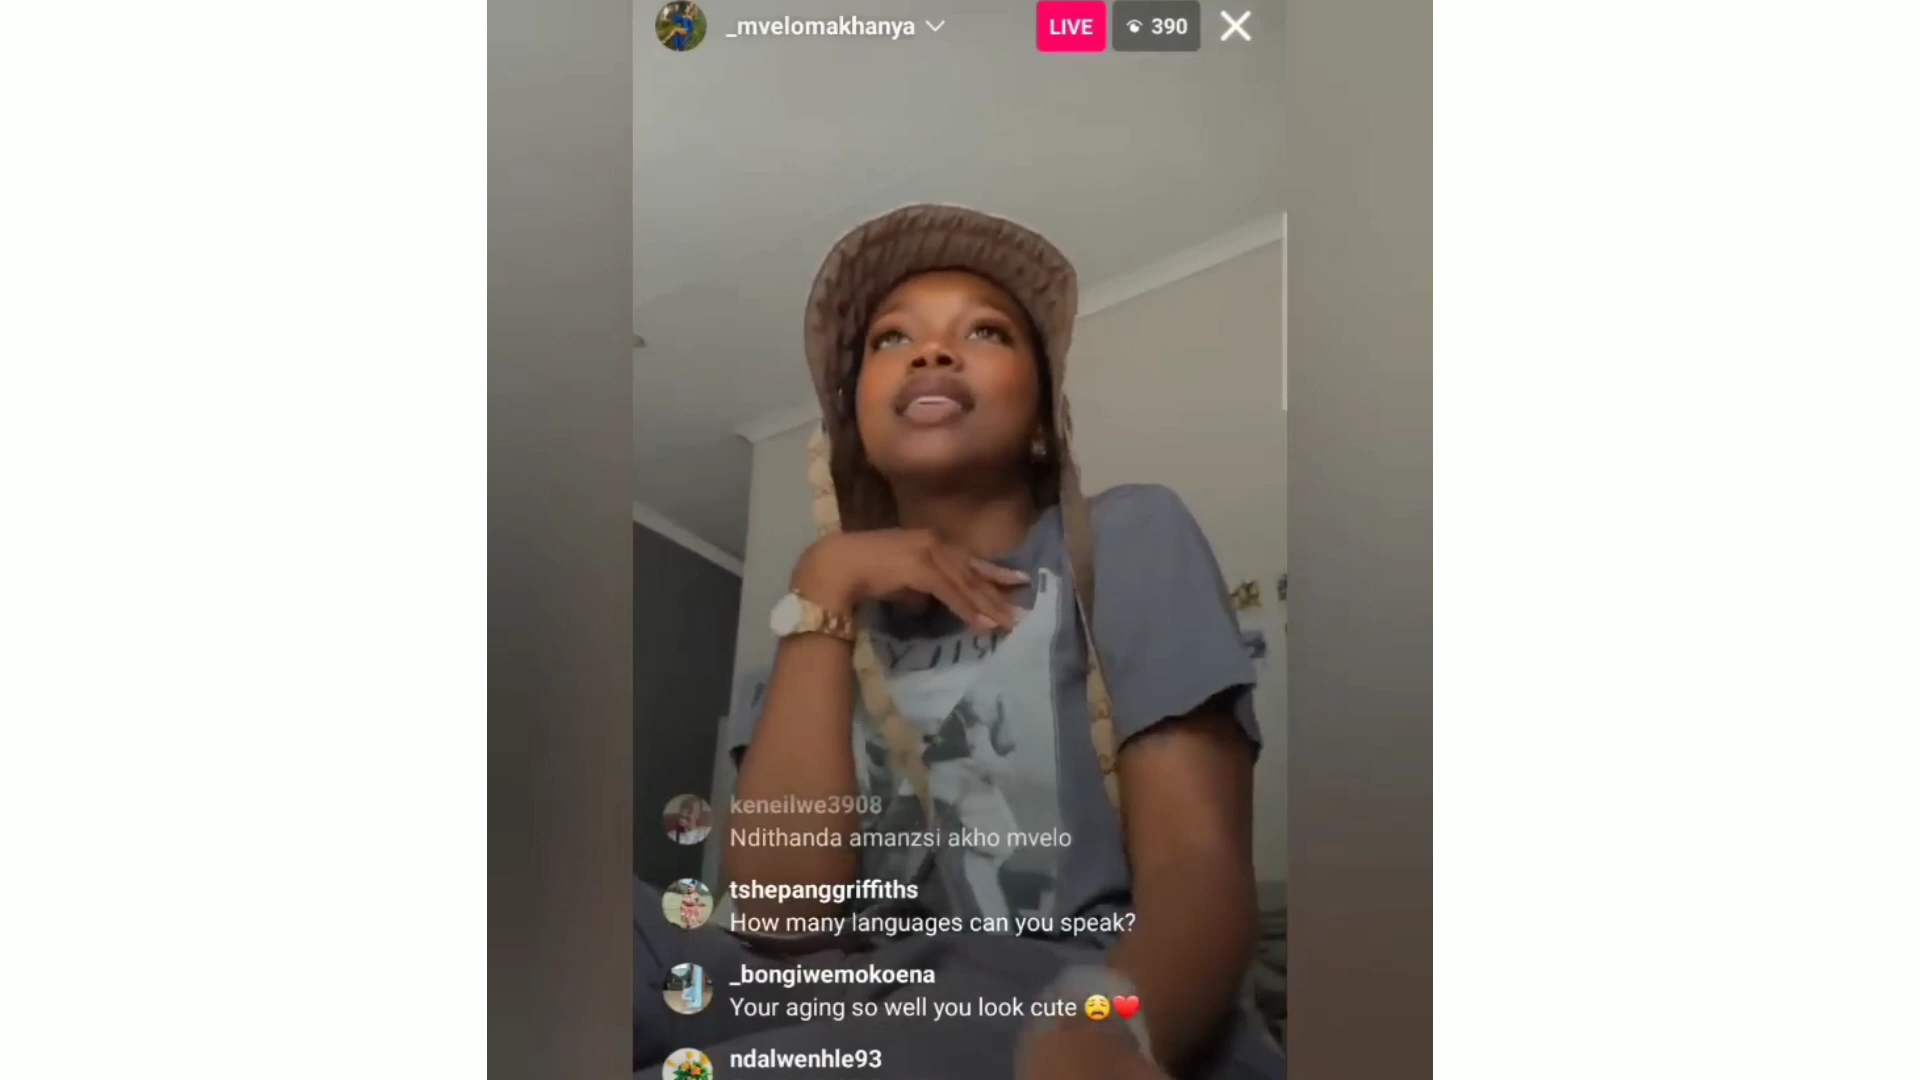 _mvelomakhanya
LIVE
390
keneilwe3908
Ndithanda amanzsi akho mvelo
tshepanggriffiths
How many languages can you speak?
_bongiwemokoena
Your aging so well you look cute 😩❤️
ndalwenhle93